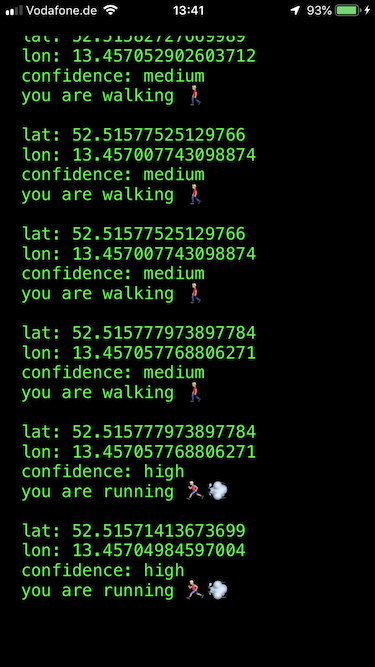 Vodafone.de 13:41 93%
lat: 52.51582727669989
lon: 13.457052902603712
confidence: medium
you are walking 🚶
lat: 52.51577525129766
lon: 13.457007743098874
confidence: medium
you are walking 🚶
lat: 52.51577525129766
lon: 13.457007743098874
confidence: medium
you are walking 🚶
lat: 52.515777973897784
lon: 13.457057768806271
confidence: medium
you are walking 🚶
lat: 52.515777973897784
lon: 13.457057768806271
confidence: high
you are running 🏃💨
lat: 52.51571413673699
lon: 13.45704984597004
confidence: high
you are running 🏃💨